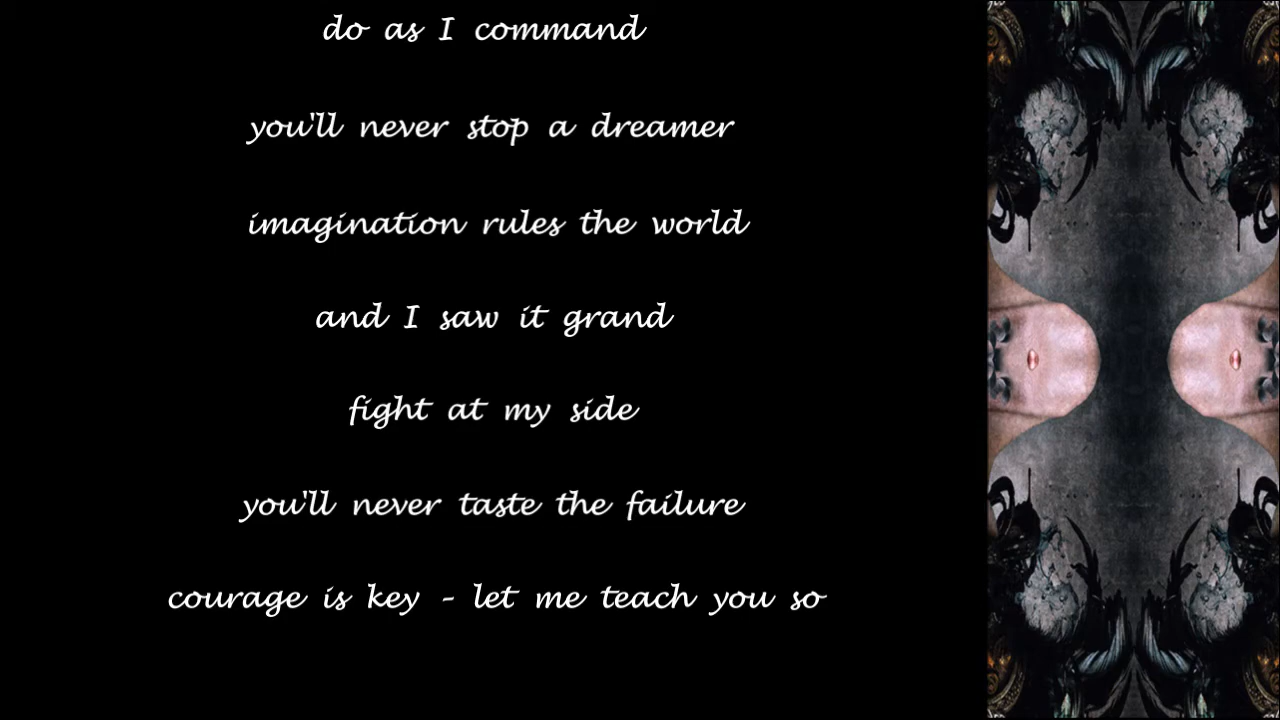 do as I command
you'll never stop a dreamer
imagination rules the world
and I saw it grand
fight at my side
you'll never taste the failure
courage is key - let me teach you so